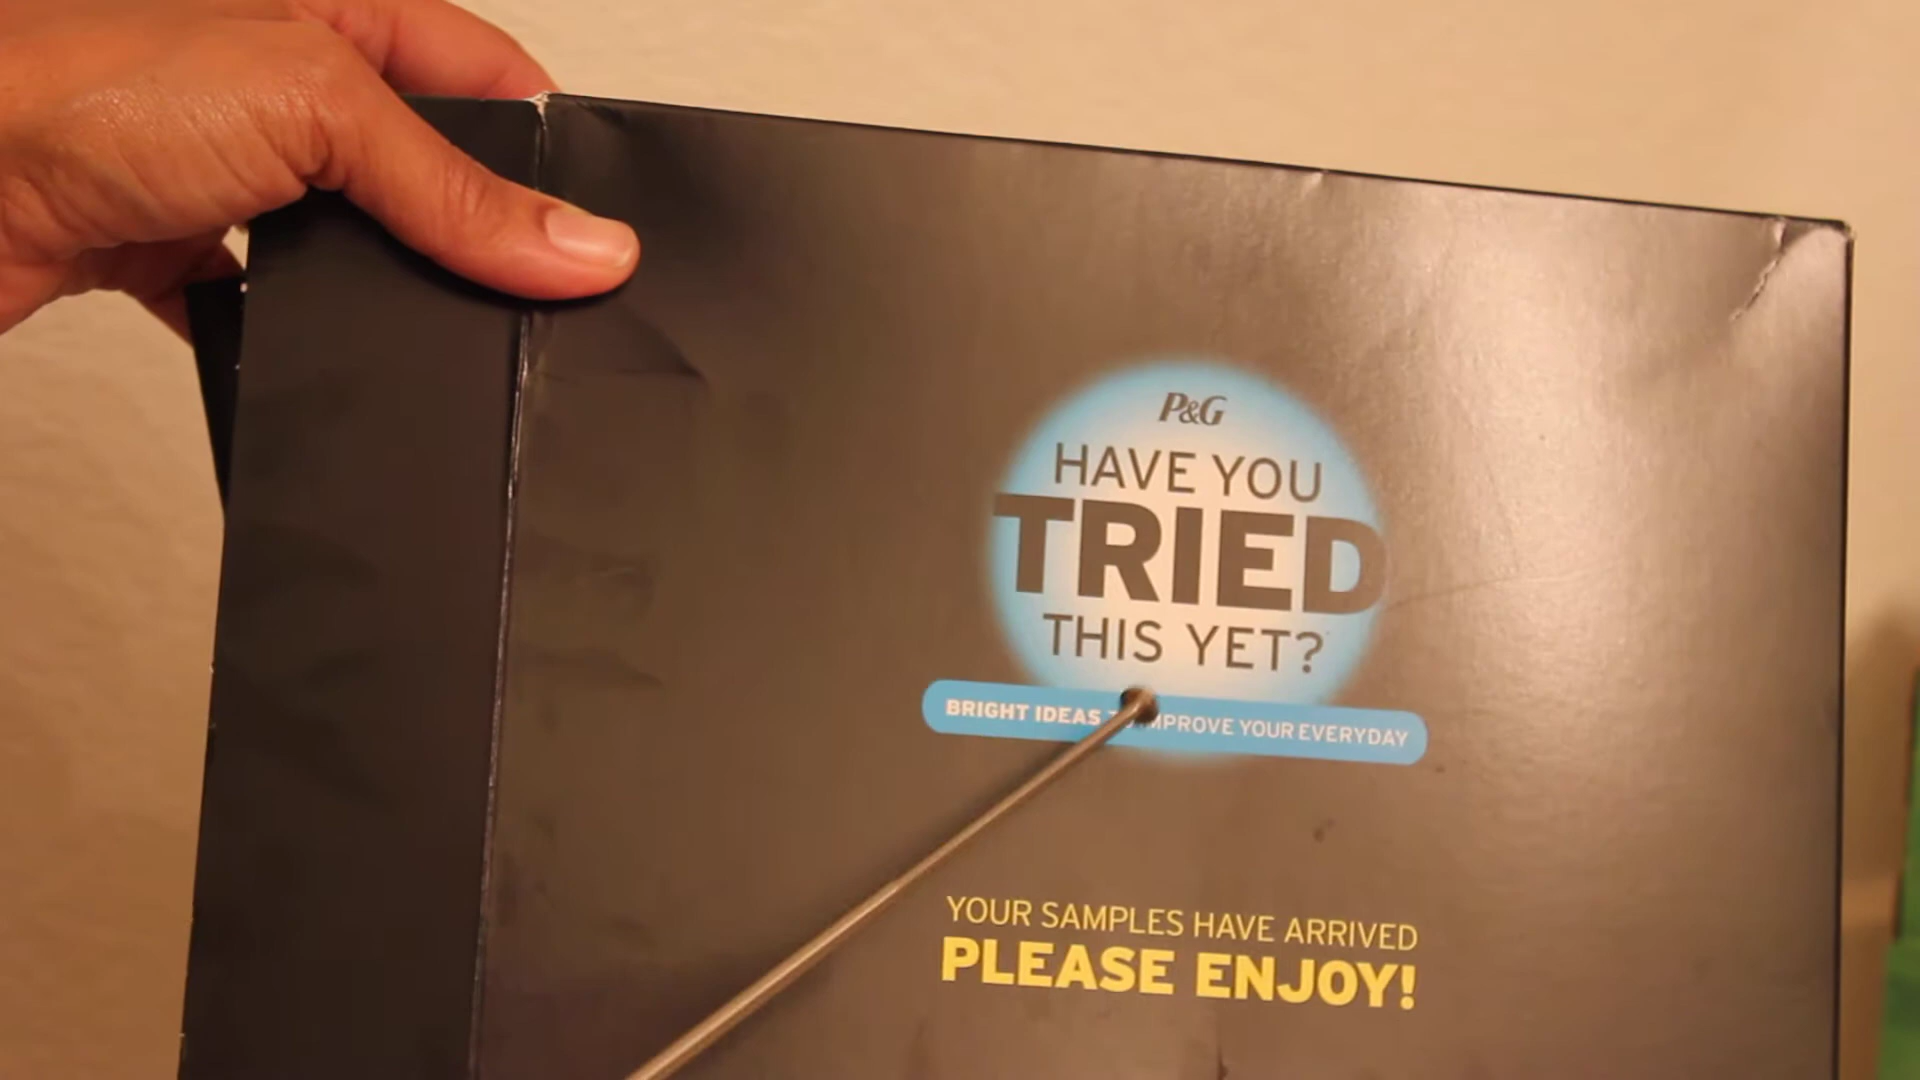 P&G
HAVE YOU
TRIED
THIS YET?
BRIGHT IDEAS YOUR EVERYDAY
YOUR SAMPLES HAVE ARRIVED
PLEASE ENJOY!